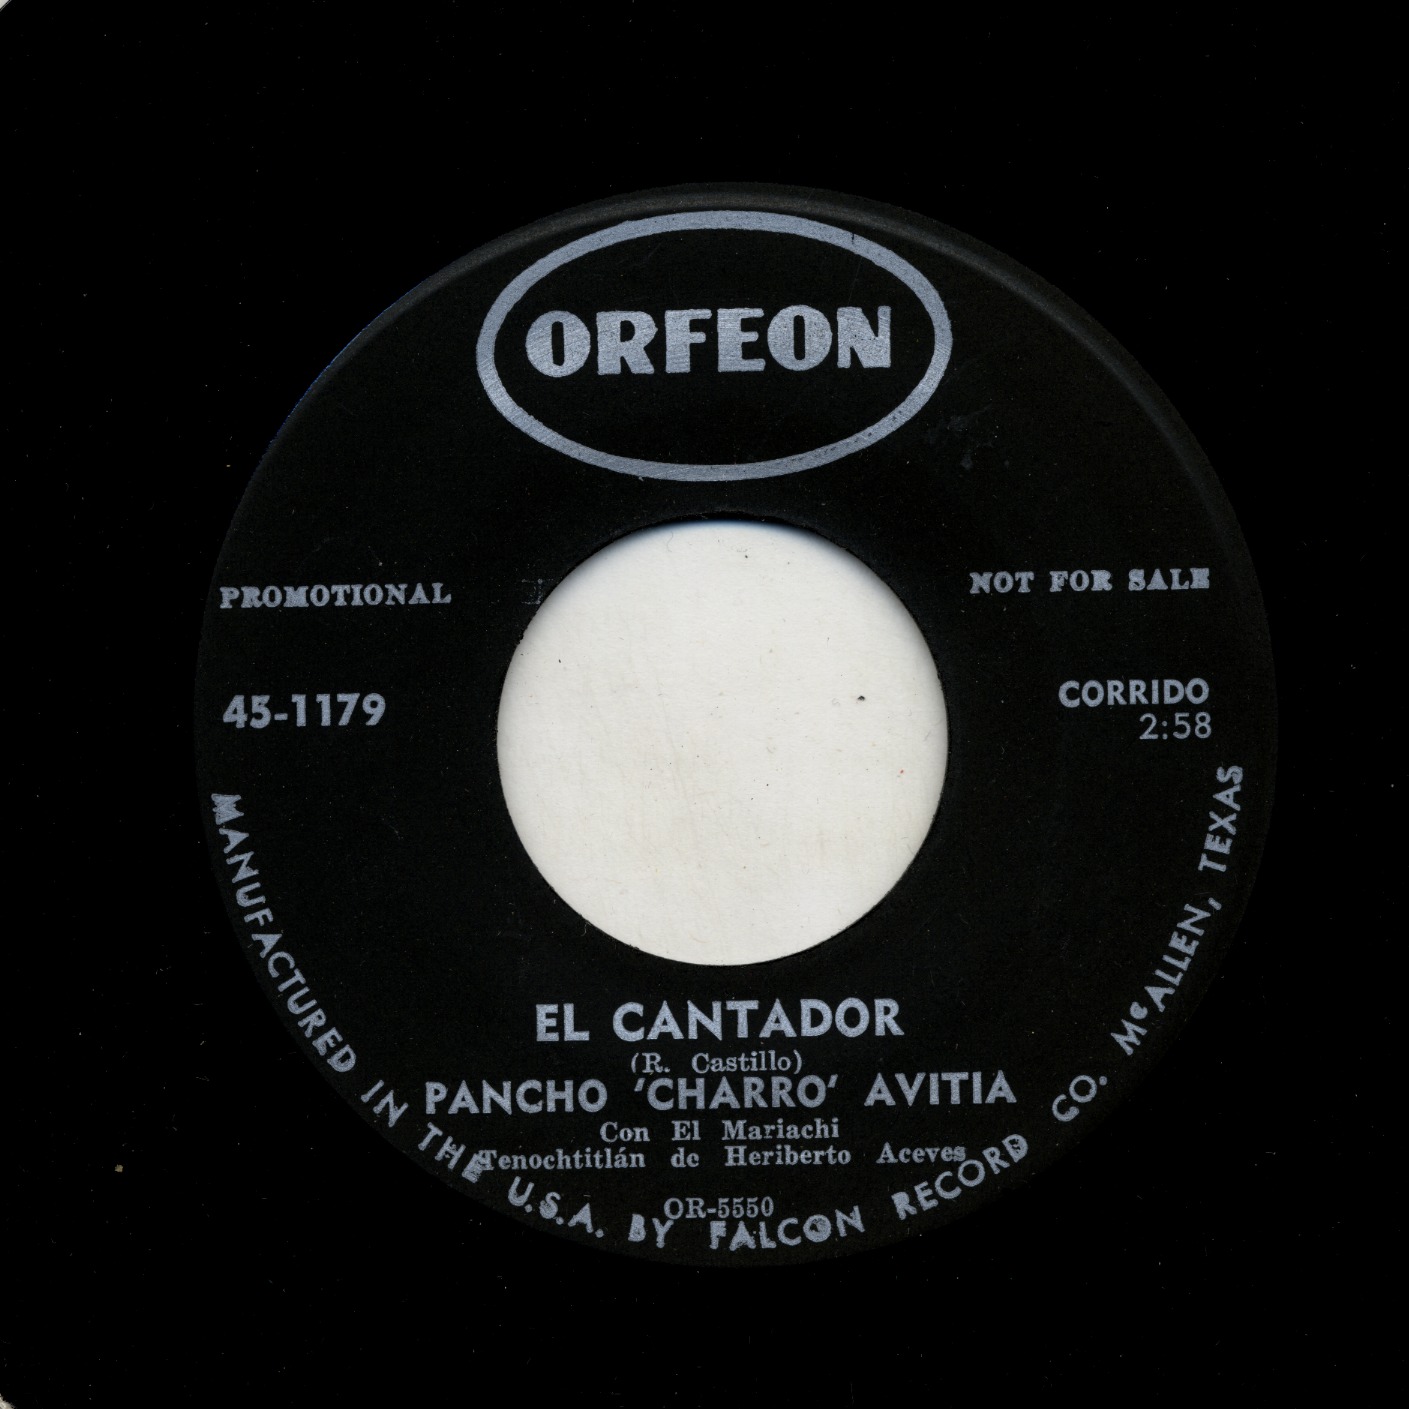 ORFEON
PROMOTIONAL
NOT FOR SALE
45-1179
CORRIDO
2:58
EL CANTADOR
(R. Castillo)
PANCHO 'CHARRO' AVITIA
Con El Mariachi
Tenochtitlán de Heriberto Aceves
OR-5550
MANUFACTURED IN THE U.S.A. BY FALCON RECORD CO. McALLEN, TEXAS